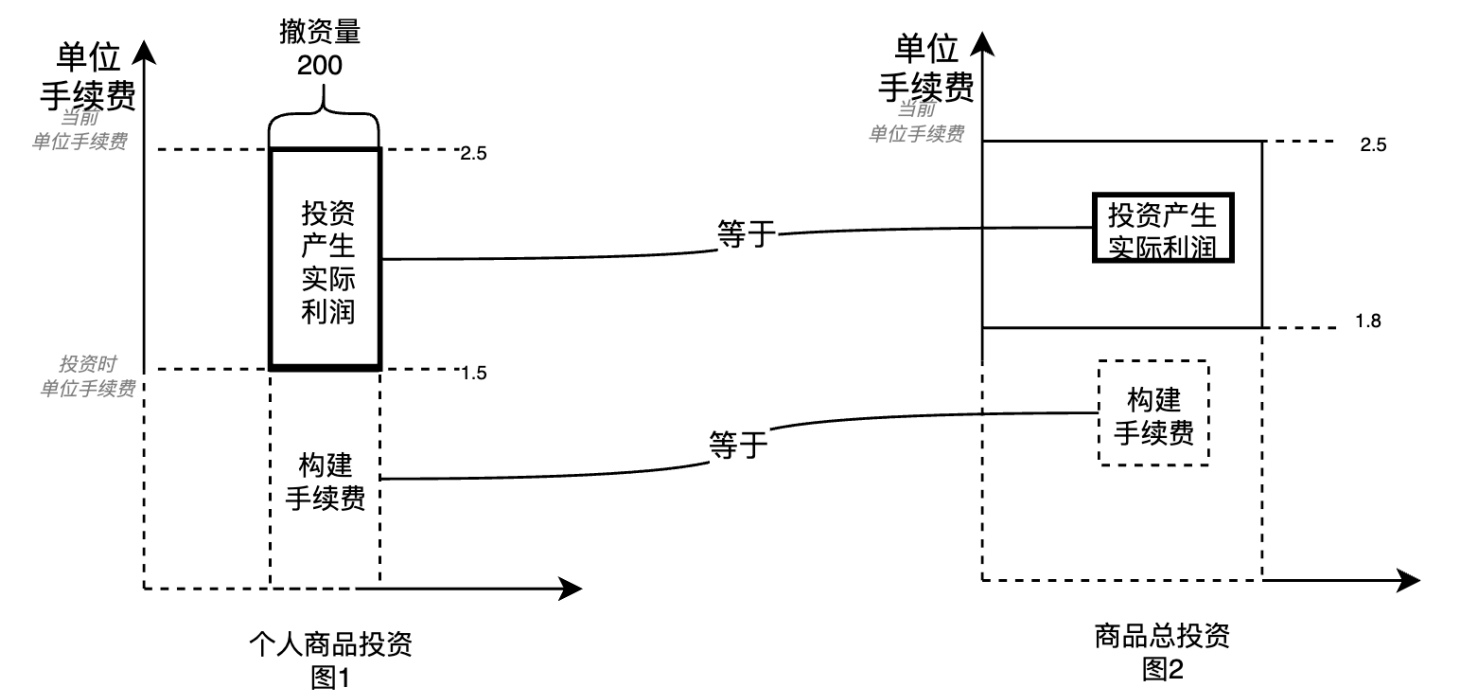 撤资量
200
单位
手续费
当前
单位手续费
2.5
投资
产生
实际
利润
投资时
单位手续费
1.5
构建
手续费
个人商品投资
图1
等于
等于
单位
手续费
当前
单位手续费
2.5
投资产生
实际利润
1.8
构建
手续费
商品总投资
图2